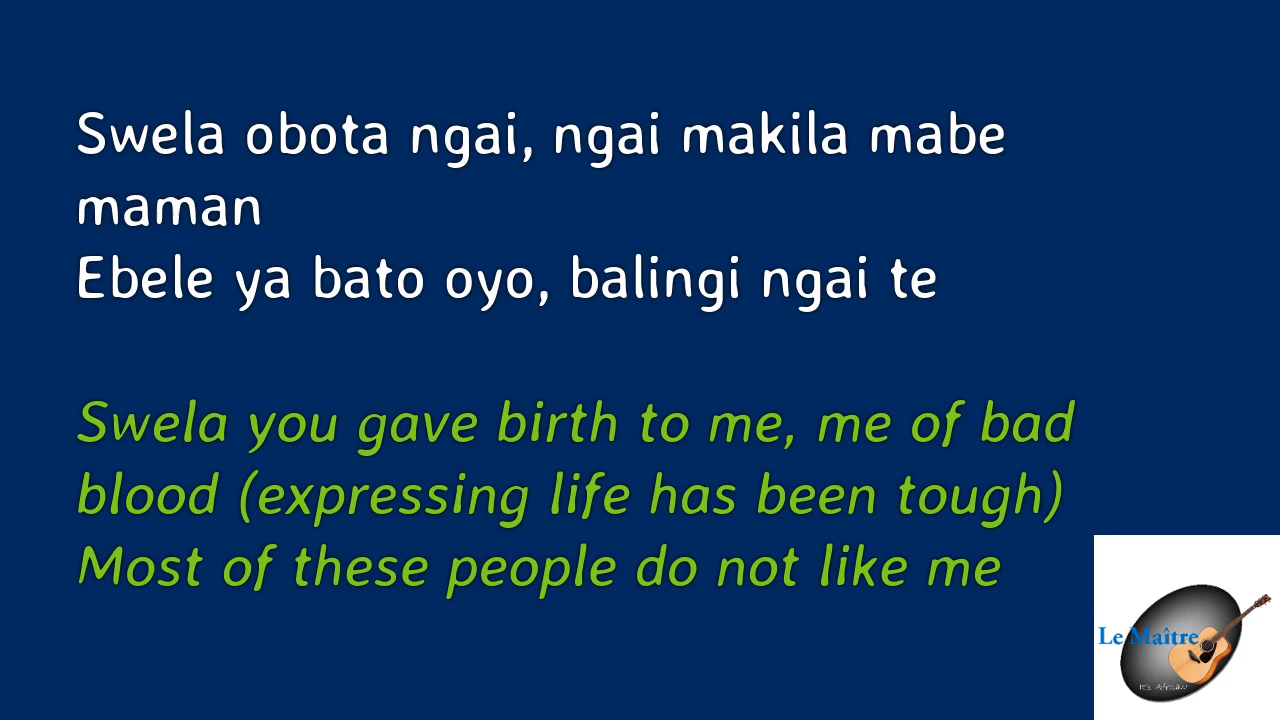 Swela obota ngai, ngai makila mabe
maman
Ebele ya bato oyo, balingi ngai te
Swela you gave birth to me, me of bad
blood (expressing life has been tough)
Most of these people do not like me
Le Maître
It's African